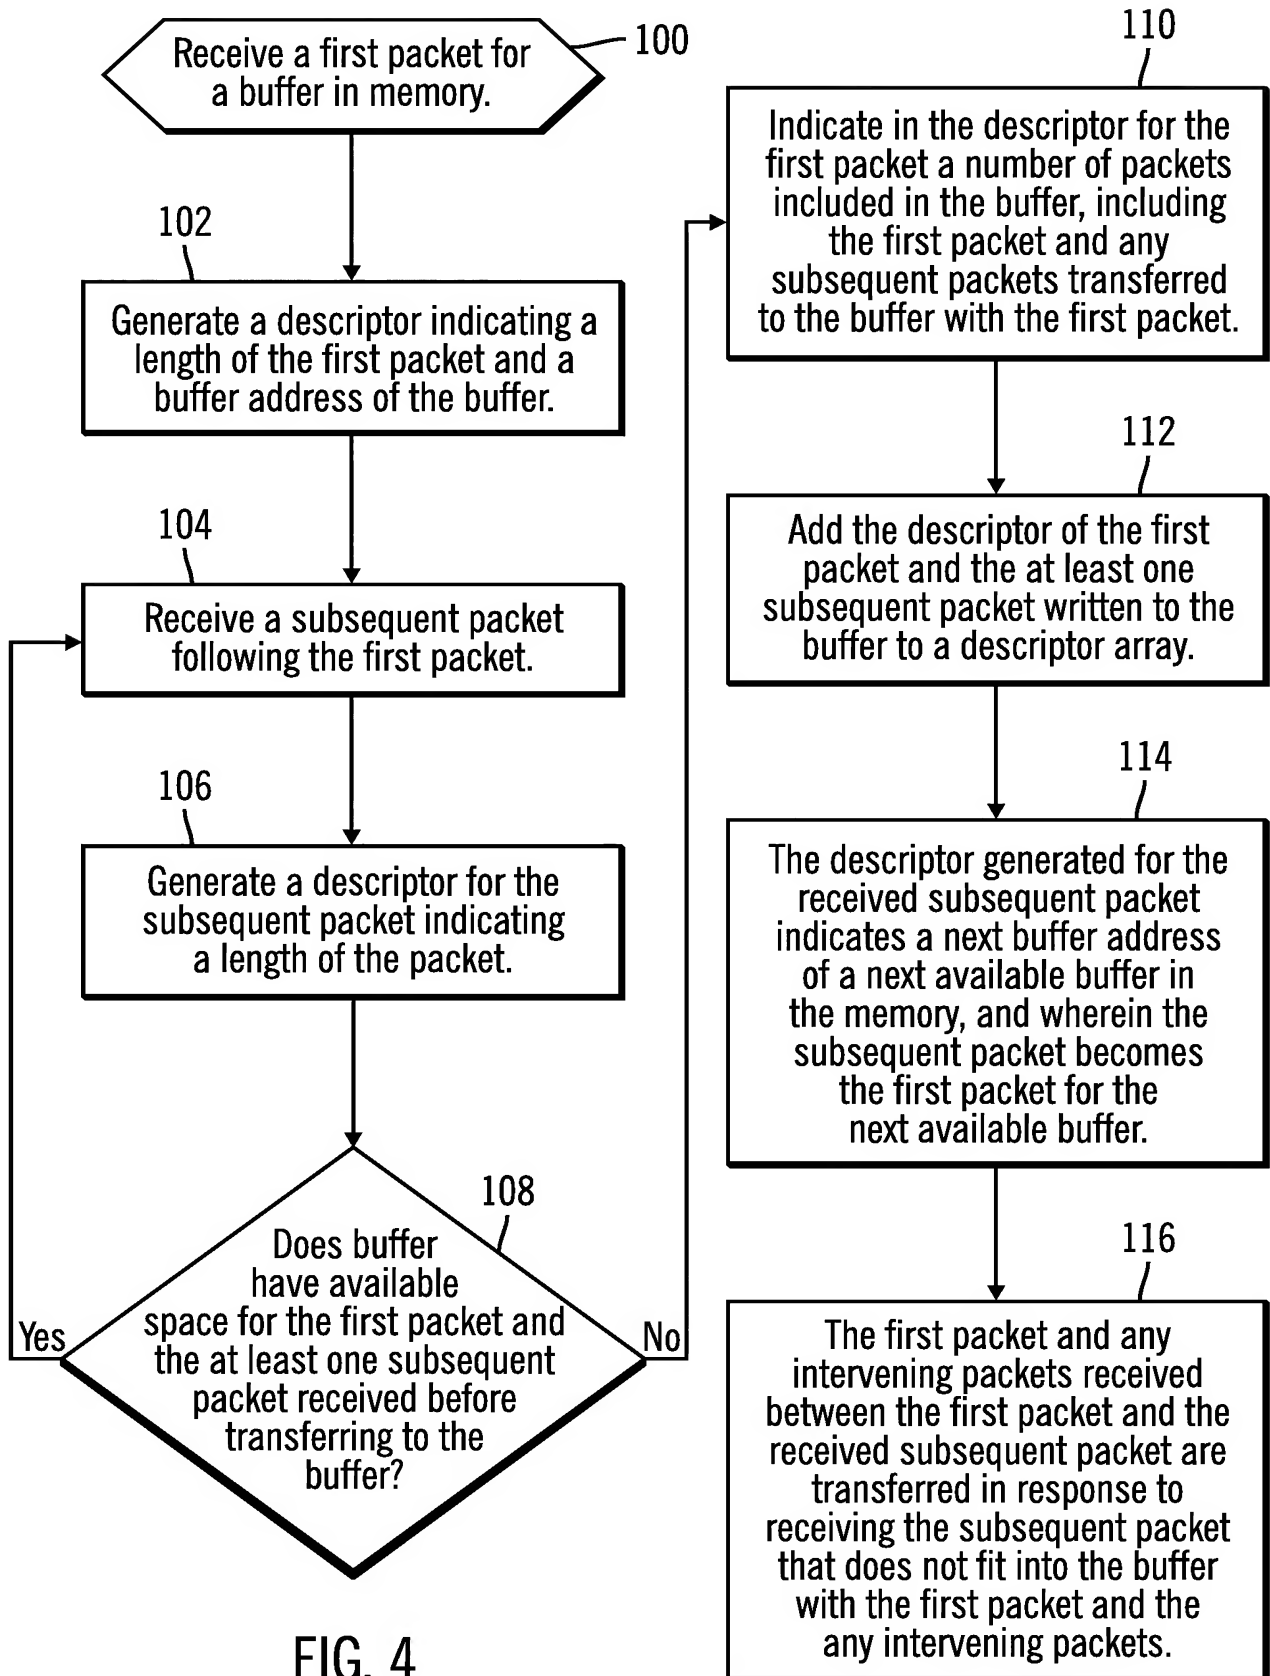 100
Receive a first packet for
a buffer in memory.
102
Generate a descriptor indicating a
length of the first packet and a
buffer address of the buffer.
104
Receive a subsequent packet
following the first packet.
106
Generate a descriptor for the
subsequent packet indicating
a length of the packet.
108
Does buffer
have available
space for the first packet and
the at least one subsequent
packet received before
transferring to the
buffer?
Yes
No
110
Indicate in the descriptor for the
first packet a number of packets
included in the buffer, including
the first packet and any
subsequent packets transferred
to the buffer with the first packet.
112
Add the descriptor of the first
packet and the at least one
subsequent packet written to the
buffer to a descriptor array.
114
The descriptor generated for the
received subsequent packet
indicates a next buffer address
of a next available buffer in
the memory, and wherein the
subsequent packet becomes
the first packet for the
next available buffer.
116
The first packet and any
intervening packets received
between the first packet and the
received subsequent packet are
transferred in response to
receiving the subsequent packet
that does not fit into the buffer
with the first packet and the
any intervening packets.
FIG. 4